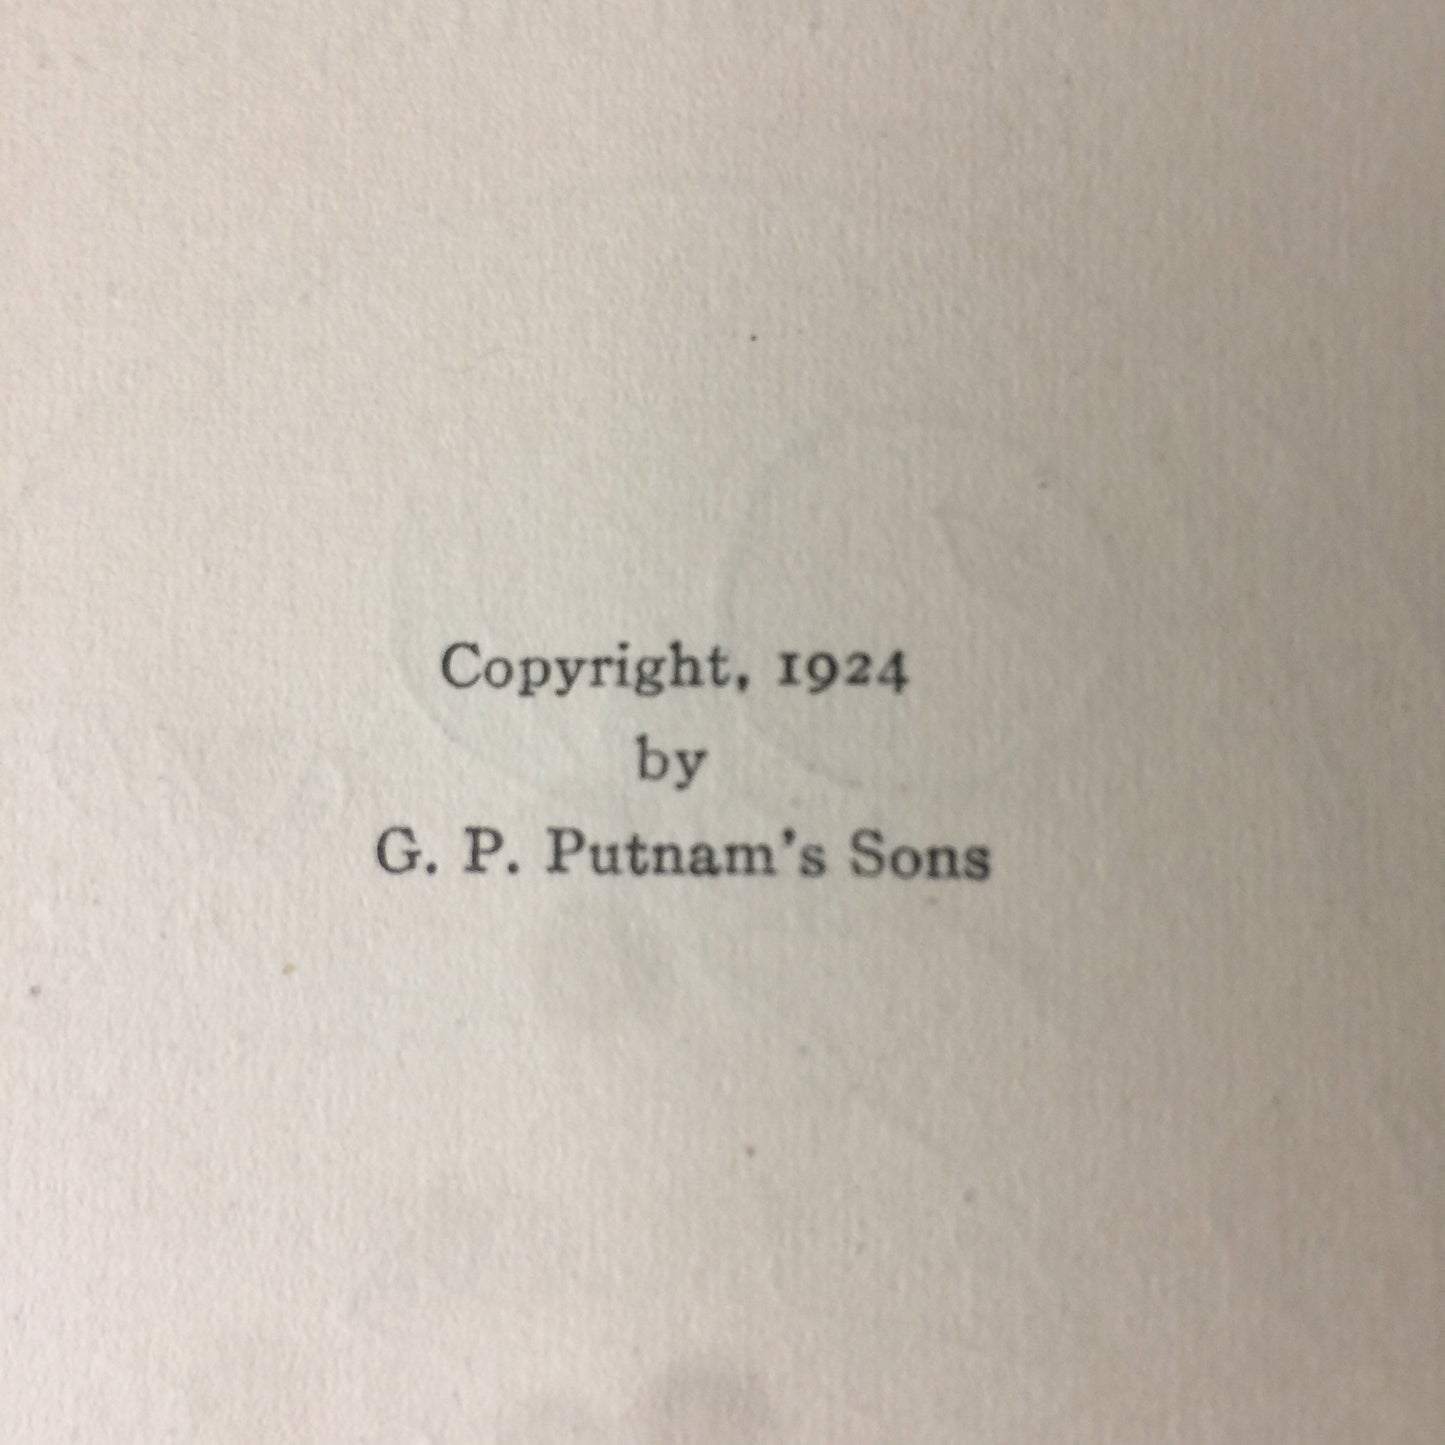 Copyright, 1924
by
G. P. Putnam's Sons